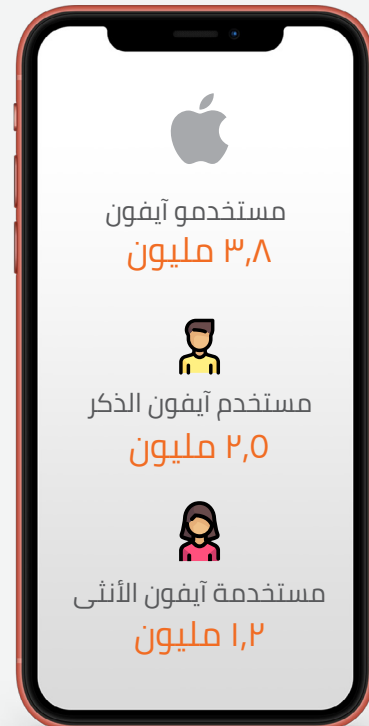 مستخدمو آيفون
٣,٨ مليون
مستخدم آيفون الذكر
٢,٥ مليون
مستخدمة آيفون الأنثى
١,٢ مليون